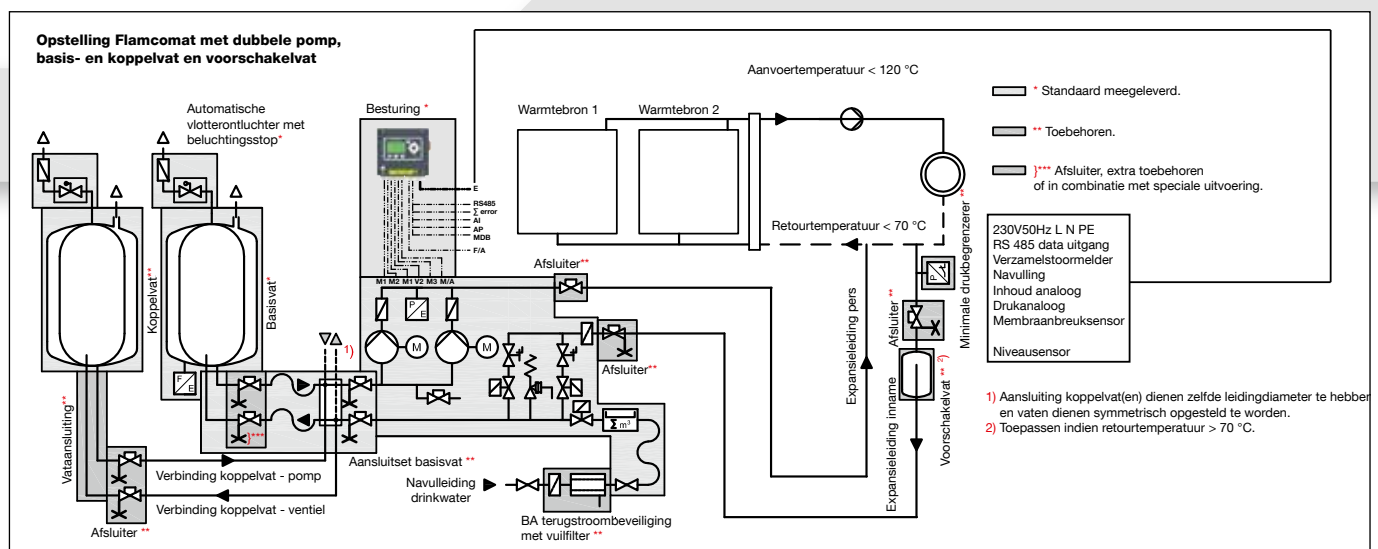 Opstelling Flamcomat met dubbele pomp,
basis- en koppelvat en voorschakelvat
Automatische
vlotterontluchter met
beluchtingsstop*
Besturing *
E
RS485
∑ error
AI
AP
MDB
F/A
M1 M2 M1 V2 M3 M/A
Koppelvat**
Basisvat*
F
E
P
E
M
M
1)
Afsluiter**
Afsluiter**
}***
Vataansluiting**
Aansluitset basisvat **
Verbinding koppelvat - pomp
Verbinding koppelvat - ventiel
Afsluiter **
Navulleiding
drinkwater
∑ m³
BA terugstroombeveiliging
met vuilfilter **
Warmtebron 1
Warmtebron 2
Aanvoertemperatuur < 120 °C
Retourtemperatuur < 70 °C
Minimale drukbegrenzerer **
P
Afsluiter **
Expansieleiding pers
Expansieleiding inname
Voorschakelvat ** 2)
* Standaard meegeleverd.
** Toebehoren.
}*** Afsluiter, extra toebehoren
of in combinatie met speciale uitvoering.
230V50Hz L N PE
RS 485 data uitgang
Verzamelstoormelder
Navulling
Inhoud analoog
Drukanaloog
Membraanbreuksensor
Niveausensor
1) Aansluiting koppelvat(en) dienen zelfde leidingdiameter te hebben
en vaten dienen symmetrisch opgesteld te worden.
2) Toepassen indien retourtemperatuur > 70 °C.